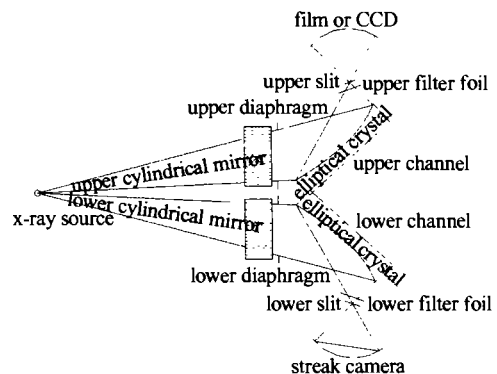 film or CCD
upper slit
upper filter foil
upper diaphragm
elliptical crystal
upper cylindrical mirror
upper channel
x-ray source
lower cylindrical mirror
lower channel
elliptical crystal
lower diaphragm
lower slit
lower filter foil
streak camera